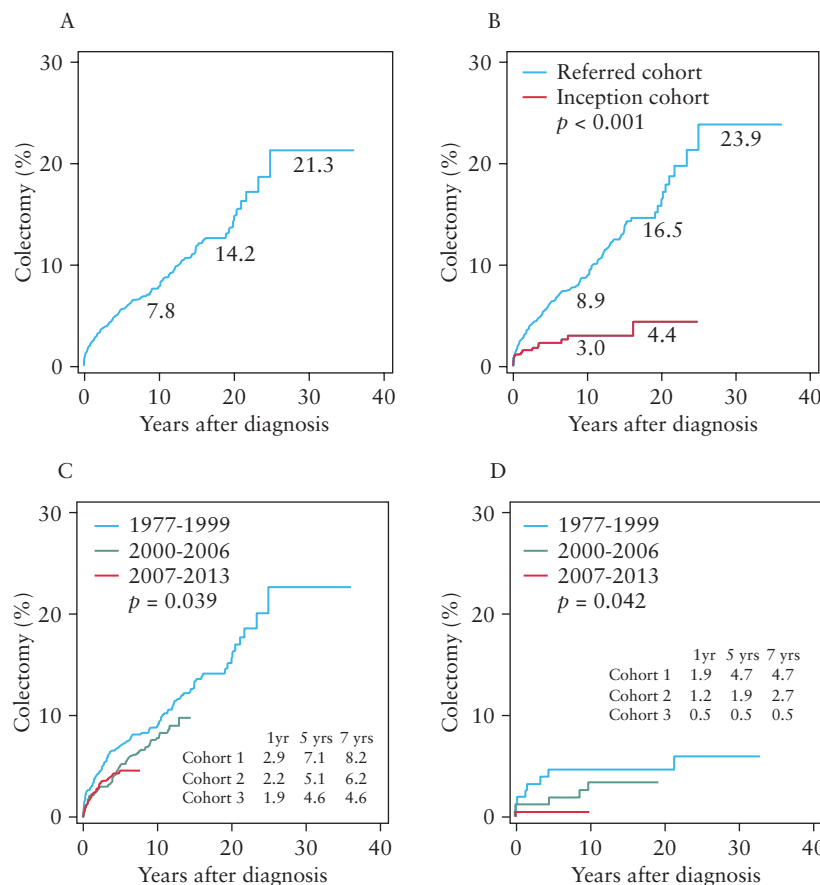 A
30
20
10
0
Colectomy (%)
7.8
14.2
21.3
0 10 20 30 40
Years after diagnosis
B
30
20
10
0
Colectomy (%)
Referred cohort
Inception cohort
p < 0.001
23.9
16.5
8.9
3.0
4.4
0 10 20 30 40
Years after diagnosis
C
30
20
10
0
Colectomy (%)
1977-1999
2000-2006
2007-2013
p = 0.039
1yr 5 yrs 7 yrs
Cohort 1 2.9 7.1 8.2
Cohort 2 2.2 5.1 6.2
Cohort 3 1.9 4.6 4.6
0 10 20 30 40
Years after diagnosis
D
30
20
10
0
Colectomy (%)
1977-1999
2000-2006
2007-2013
p = 0.042
1yr 5 yrs 7 yrs
Cohort 1 1.9 4.7 4.7
Cohort 2 1.2 1.9 2.7
Cohort 3 0.5 0.5 0.5
0 10 20 30 40
Years after diagnosis